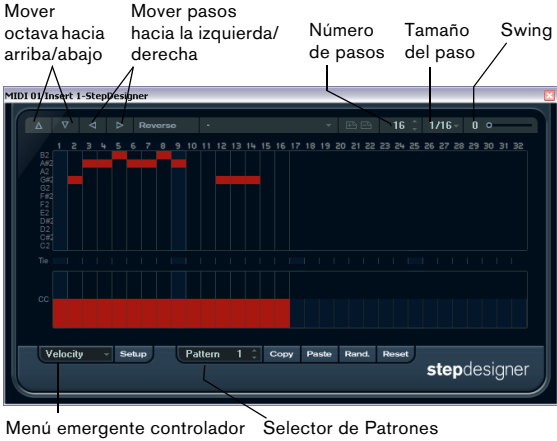 Mover
octava hacia
arriba/abajo
Mover pasos
hacia la izquierda/
derecha
Número
de pasos
Tamaño
del paso
Swing
MIDI 01/Insert 1-StepDesigner
Reverse - 16 1/16 0
1 2 3 4 5 6 7 8 9 10 11 12 13 14 15 16 17 18 19 20 21 22 23 24 25 26 27 28 29 30 31 32
B2
A#2
A2
G#2
G2
F#2
F2
E2
D#2
D2
C#2
C2
Tie
CC
Velocity Setup Pattern 1 Copy Paste Rand. Reset
stepdesigner
Menú emergente controlador Selector de Patrones